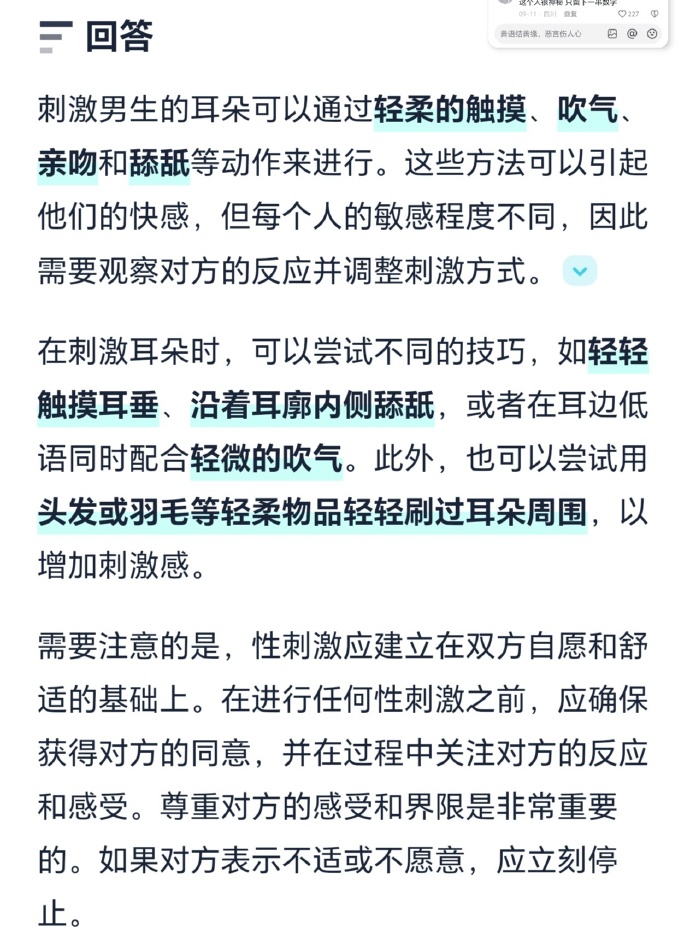 这个人很神秘 只留下一串数字
09-11 四川 回复 227
善语结善缘，恶言伤人心
回答
刺激男生的耳朵可以通过轻柔的触摸、吹气、
亲吻和舔舐等动作来进行。这些方法可以引起
他们的快感，但每个人的敏感程度不同，因此
需要观察对方的反应并调整刺激方式。
在刺激耳朵时，可以尝试不同的技巧，如轻轻
触摸耳垂、沿着耳廓内侧舔舐，或者在耳边低
语同时配合轻微的吹气。此外，也可以尝试用
头发或羽毛等轻柔物品轻轻刷过耳朵周围，以
增加刺激感。
需要注意的是，性刺激应建立在双方自愿和舒
适的基础上。在进行任何性刺激之前，应确保
获得对方的同意，并在过程中关注对方的反应
和感受。尊重对方的感受和界限是非常重要
的。如果对方表示不适或不愿意，应立刻停
止。